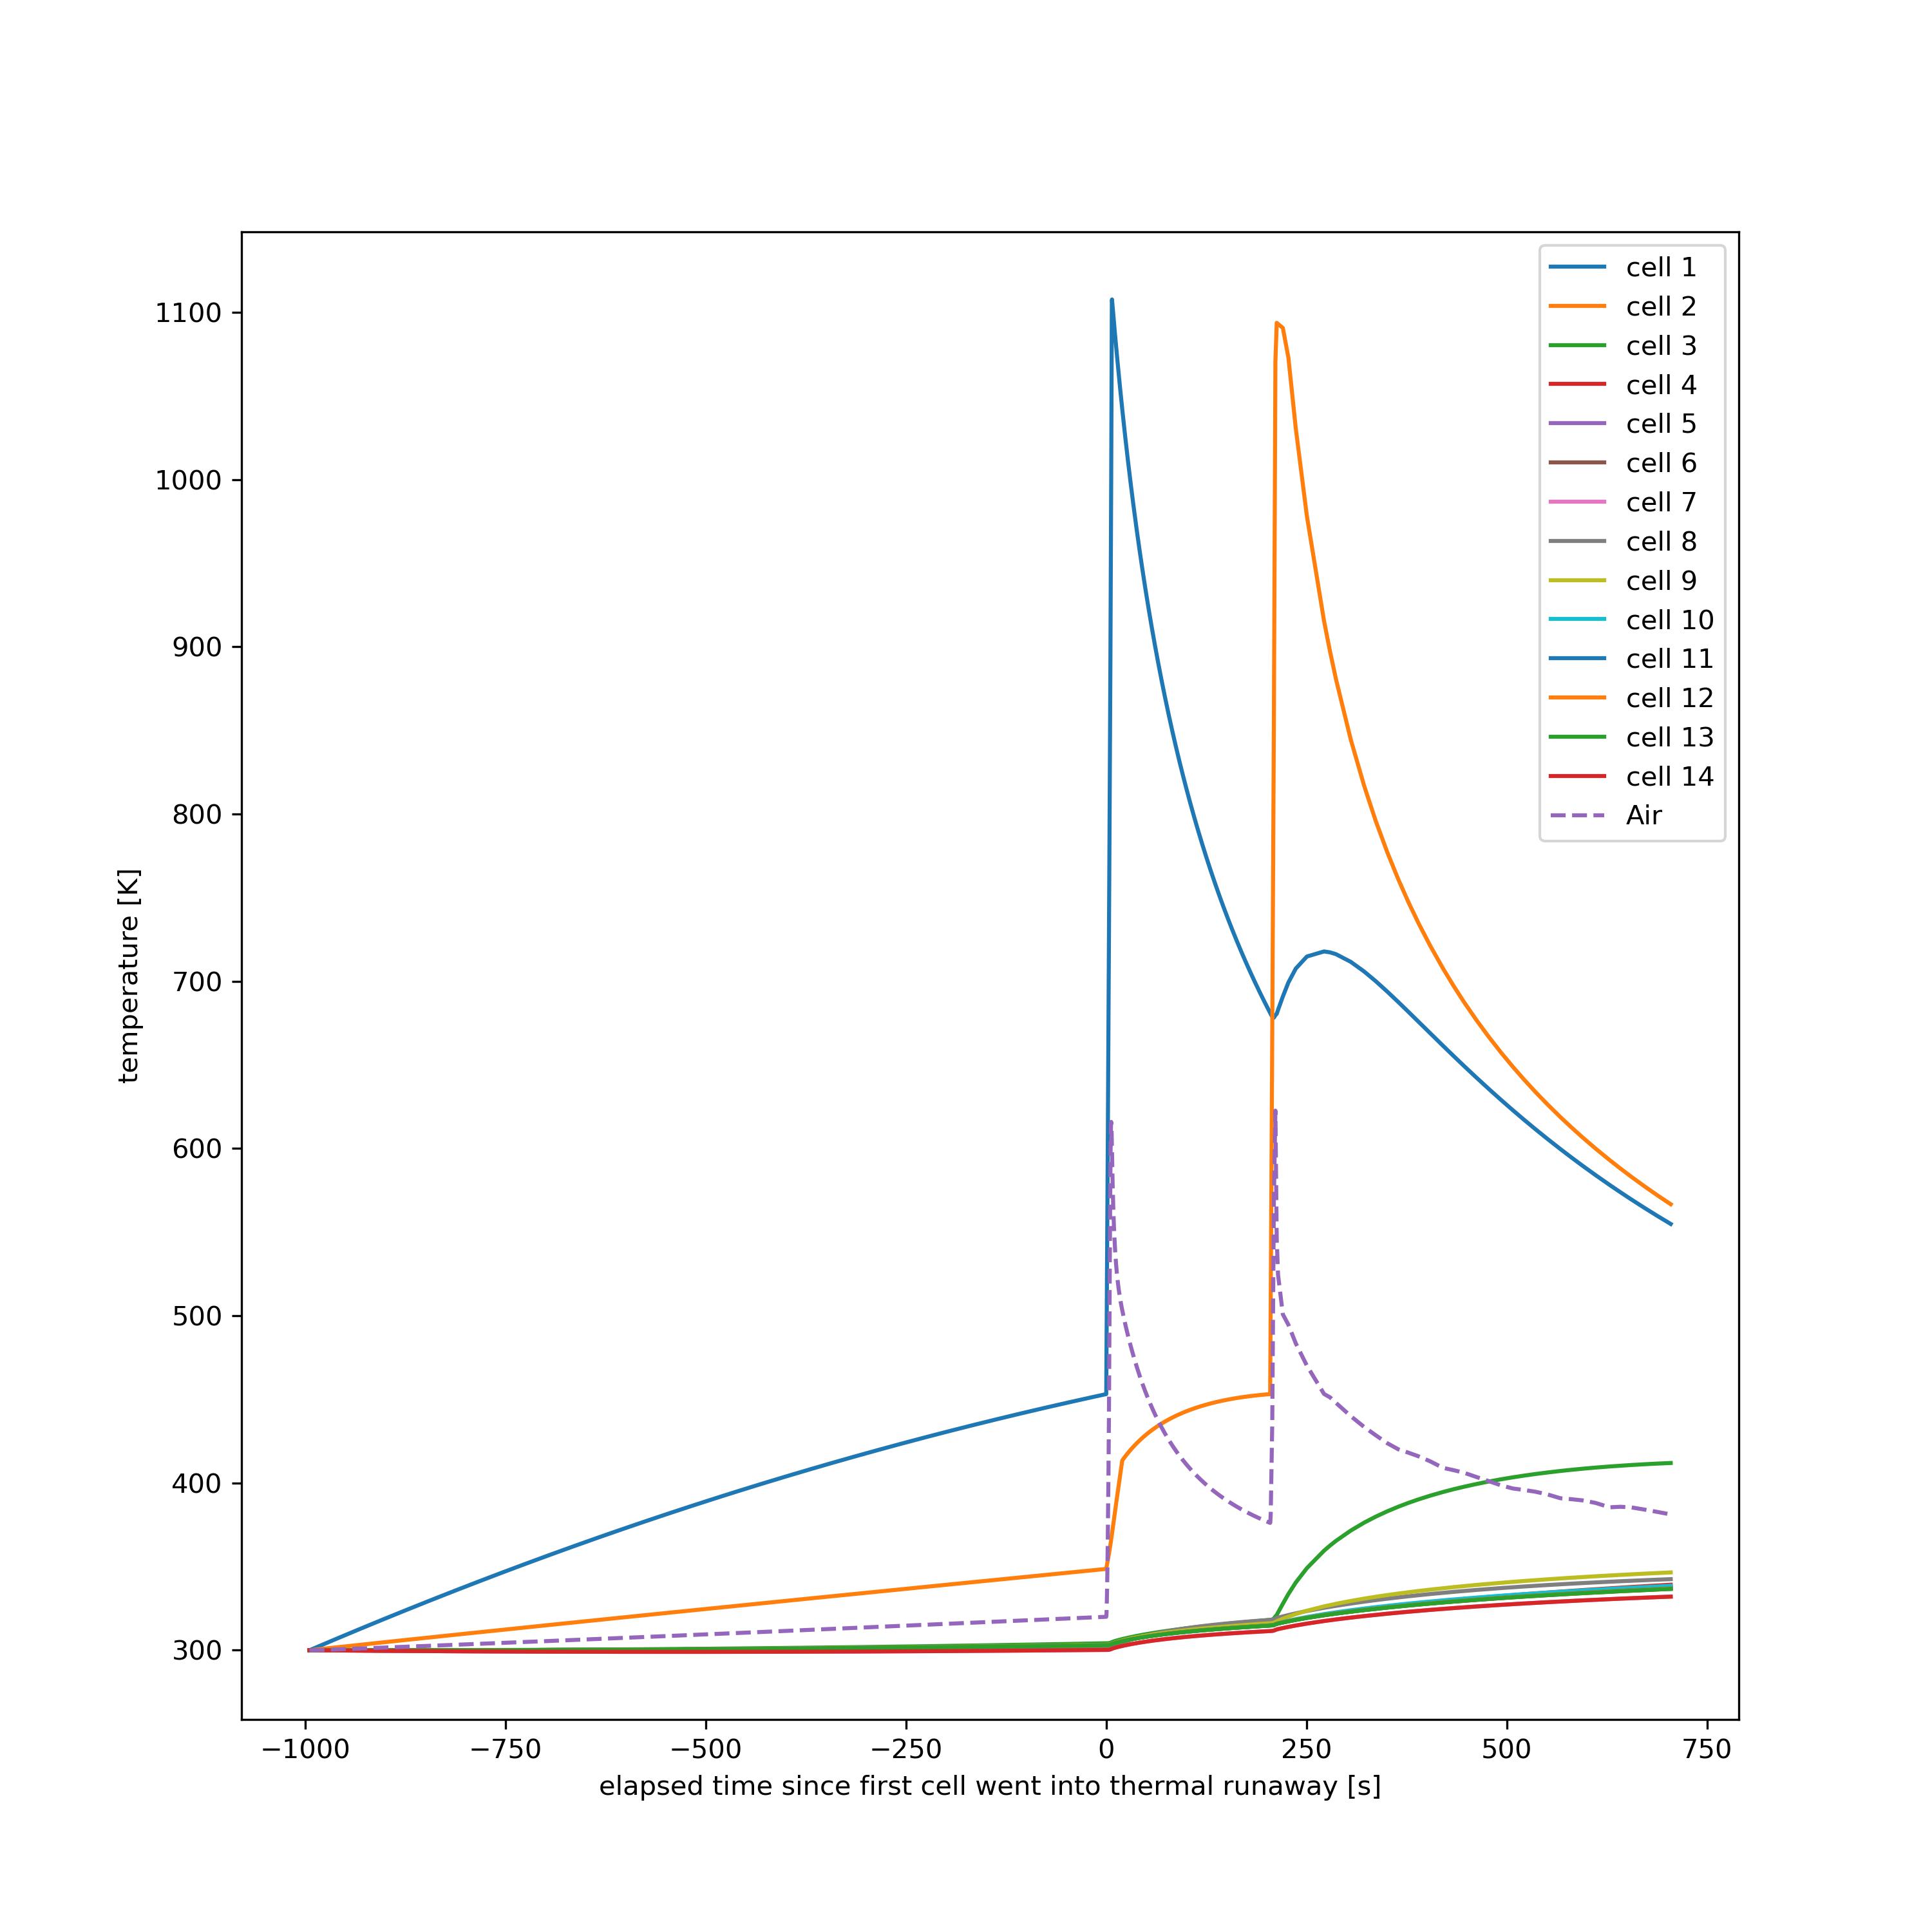 1100
1000
900
800
700
600
500
400
300
temperature [K]
−1000
−750
−500
−250
0
250
500
750
elapsed time since first cell went into thermal runaway [s]
cell 1
cell 2
cell 3
cell 4
cell 5
cell 6
cell 7
cell 8
cell 9
cell 10
cell 11
cell 12
cell 13
cell 14
Air